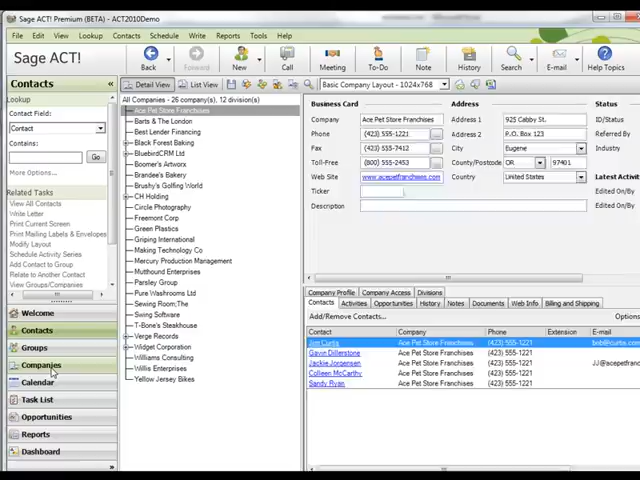 Sage ACT! Premium (BETA) - ACT2010Demo
File Edit View Lookup Contacts Schedule Write Reports Tools Help
Sage ACT!
Back Forward New Call Meeting To-Do Note History Search E-mail Help Topics
Contacts «
Lookup
Contact Field:
Contact
Contains:
Go
More Options...
Related Tasks
View All Contacts
Write Letter
Print Current Screen
Print Mailing Labels & Envelopes
Modify Layout
Schedule Activity Series
Add Contact to Group
Relate to Another Contact
View Groups/Companies
Welcome
Contacts
Groups
Companies
Calendar
Task List
Opportunities
Reports
Dashboard
»
Detail View List View Basic Company Layout - 1024x768
All Companies - 26 company(s), 12 division(s)
Ace Pet Store Franchises
Barts & The London
Best Lender Financing
Black Forest Baking
BluebirdCRM Ltd
Boomer's Artworx
Brandee's Bakery
Brushy's Golfing World
CH Holding
Circle Photography
Freemont Corp
Green Plastics
Griping International
Making Technology Co
Mercury Production Management
Mutthound Enterprises
Parsley Group
Pure Washrooms Ltd
Sewing Room;The
Swing Software
T-Bone's Steakhouse
Verge Records
Widget Corporation
Williams Consulting
Willis Enterprises
Yellow Jersey Bikes
Business Card Address Status
Company Ace Pet Store Franchises Address 1 925 Cabby St. ID/Status
Phone (423) 555-1221 Address 2 P.O. Box 123 Referred By
Fax (423) 555-7412 City Eugene Industry
Toll-Free (800) 555-2453 County/Postcode OR 97401
Web Site www.acepetfranchises.com Country United States Latest Activit
Ticker Edited On/By
Description Edited On/By
Company Profile Company Access Divisions
Contacts Activities Opportunities History Notes Documents Web Info Billing and Shipping
Add/Remove Contacts... Options
Contact Company Phone Extension E-mail
Jem Curtis Ace Pet Store Franchises (423) 555-1221 bob@curtis.com
Gavin Dillerstone Ace Pet Store Franchises (423) 555-1221
Jackie Jorgensen Ace Pet Store Franchises (423) 555-1221 JJ@acepetfranc
Colleen McCarthy Ace Pet Store Franchises (423) 555-1221
Sandy Ryan Ace Pet Store Franchises (423) 555-1221